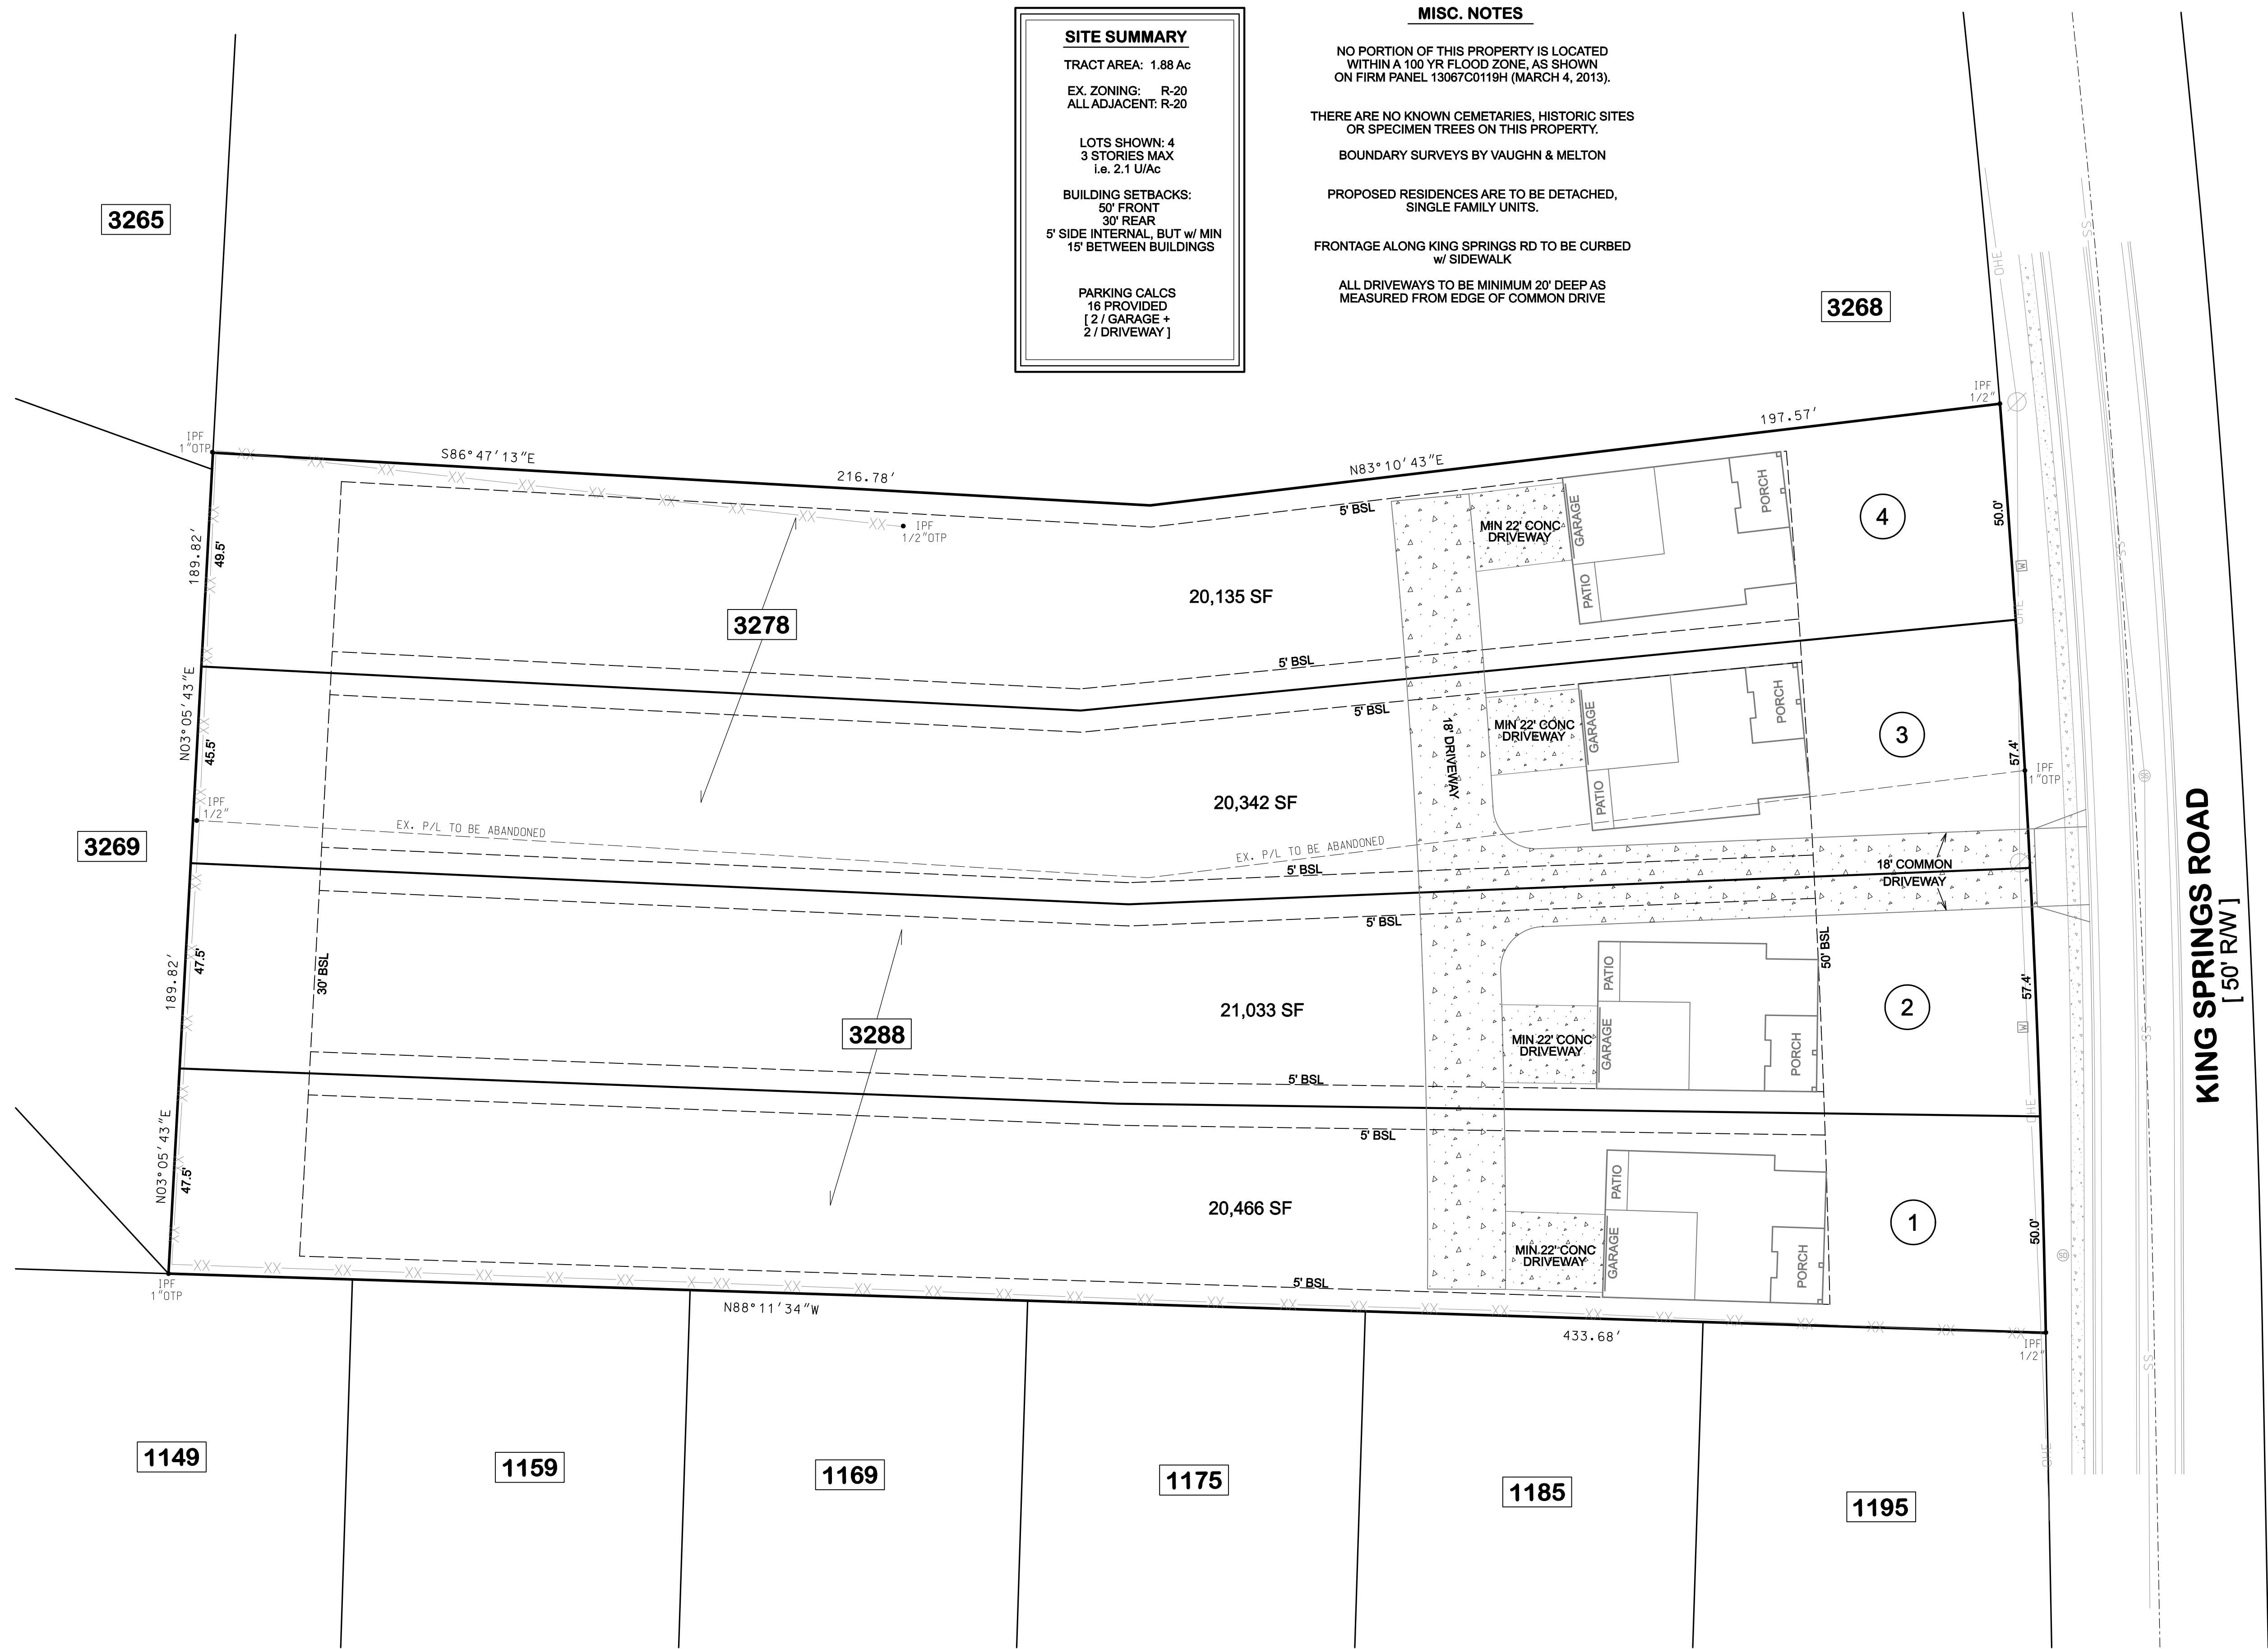 SITE SUMMARY
TRACT AREA: 1.88 Ac
EX. ZONING: R-20
ALL ADJACENT: R-20
LOTS SHOWN: 4
3 STORIES MAX
i.e. 2.1 U/Ac
BUILDING SETBACKS:
50' FRONT
30' REAR
5' SIDE INTERNAL, BUT w/ MIN
15' BETWEEN BUILDINGS
PARKING CALCS
16 PROVIDED
[ 2 / GARAGE +
2 / DRIVEWAY ]
MISC. NOTES
NO PORTION OF THIS PROPERTY IS LOCATED
WITHIN A 100 YR FLOOD ZONE, AS SHOWN
ON FIRM PANEL 13067C0119H (MARCH 4, 2013).
THERE ARE NO KNOWN CEMETARIES, HISTORIC SITES
OR SPECIMEN TREES ON THIS PROPERTY.
BOUNDARY SURVEYS BY VAUGHN & MELTON
PROPOSED RESIDENCES ARE TO BE DETACHED,
SINGLE FAMILY UNITS.
FRONTAGE ALONG KING SPRINGS RD TO BE CURBED
w/ SIDEWALK
ALL DRIVEWAYS TO BE MINIMUM 20' DEEP AS
MEASURED FROM EDGE OF COMMON DRIVE
3265
3268
IPF
1/2"
IPF
1"OTP
S86°47'13"E
216.78'
N83°10'43"E
197.57'
IPF
1/2"OTP
5' BSL
MIN 22' CONC
DRIVEWAY
GARAGE
PATIO
PORCH
4
50.0'
189.82'
49.5'
3278
20,135 SF
5' BSL
N03°05'43"E
45.5'
5' BSL
18' DRIVEWAY
MIN 22' CONC
DRIVEWAY
GARAGE
PATIO
PORCH
3
57.4'
IPF
1"OTP
20,342 SF
IPF
1/2"
3269
EX. P/L TO BE ABANDONED
EX. P/L TO BE ABANDONED
5' BSL
18' COMMON
DRIVEWAY
5' BSL
189.82'
47.5'
30' BSL
3288
21,033 SF
PATIO
MIN 22' CONC
DRIVEWAY
GARAGE
PORCH
50' BSL
2
57.4'
5' BSL
5' BSL
N03°05'43"E
47.5'
20,466 SF
PATIO
MIN 22' CONC
DRIVEWAY
GARAGE
PORCH
1
50.0'
5' BSL
IPF
1"OTP
N88°11'34"W
433.68'
IPF
1/2"
OHE
OHE
OHE
OHE
SS
SS
SS
SS
W
W
SD
KING SPRINGS ROAD
[ 50' R/W ]
1149
1159
1169
1175
1185
1195